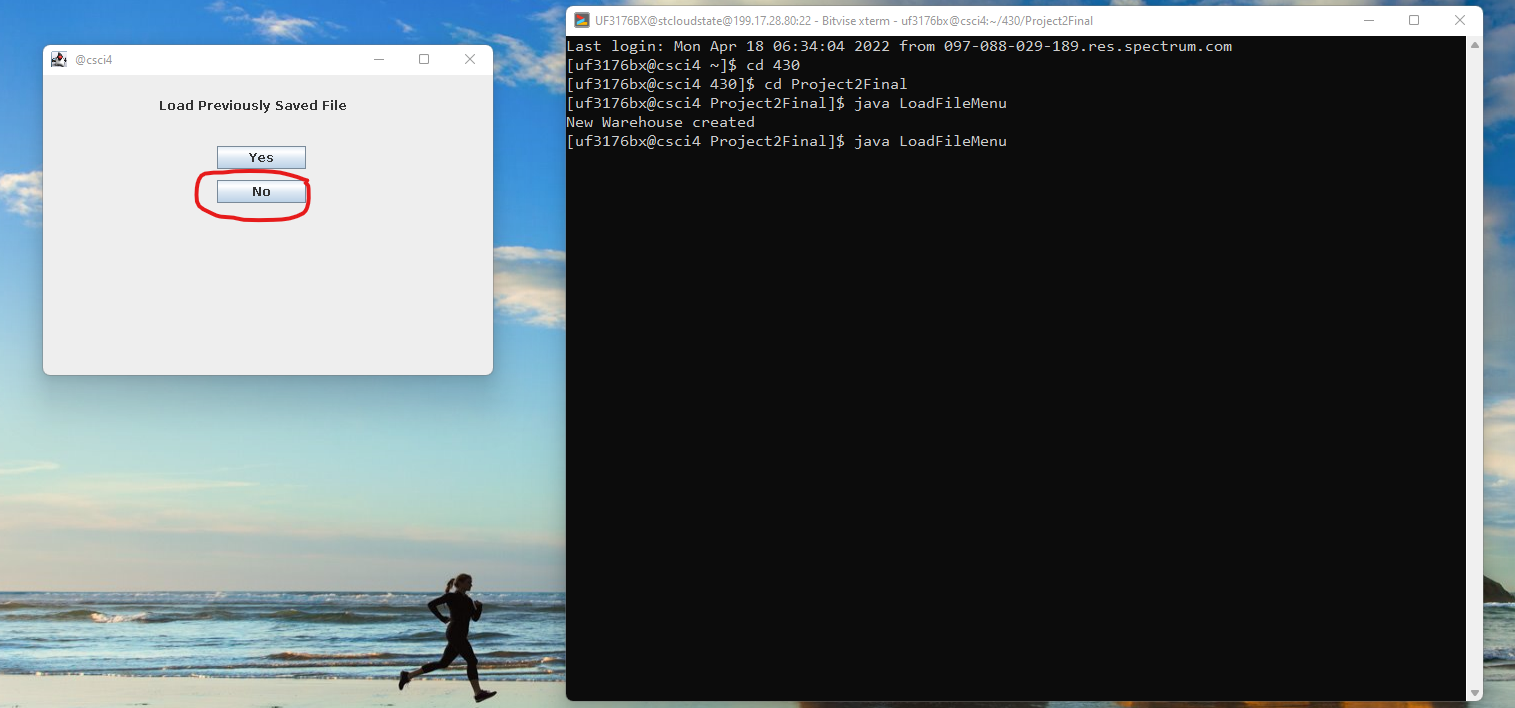 @csci4
Load Previously Saved File
Yes
No
UF3176BX@stcloudstate@199.17.28.80:22 - Bitvise xterm - uf3176bx@csci4:~/430/Project2Final
Last login: Mon Apr 18 06:34:04 2022 from 097-088-029-189.res.spectrum.com
[uf3176bx@csci4 ~]$ cd 430
[uf3176bx@csci4 430]$ cd Project2Final
[uf3176bx@csci4 Project2Final]$ java LoadFileMenu
New Warehouse created
[uf3176bx@csci4 Project2Final]$ java LoadFileMenu